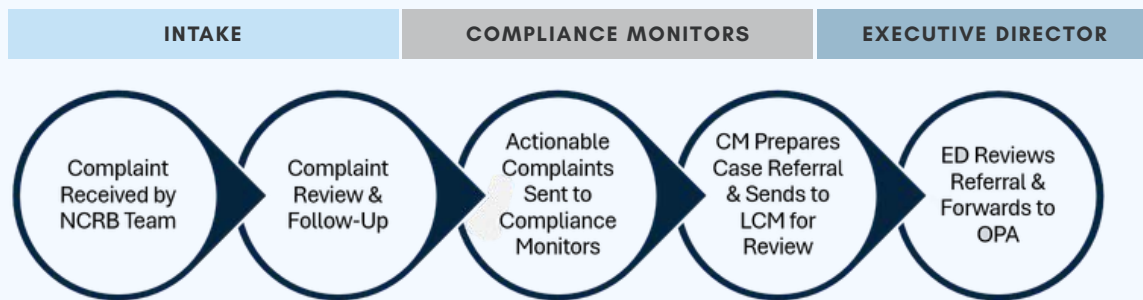 INTAKE
COMPLIANCE MONITORS
EXECUTIVE DIRECTOR
Complaint
Received by
NCRB Team
Complaint
Review &
Follow-Up
Actionable
Complaints
Sent to
Compliance
Monitors
CM Prepares
Case Referral
& Sends to
LCM for
Review
ED Reviews
Referral &
Forwards to
OPA